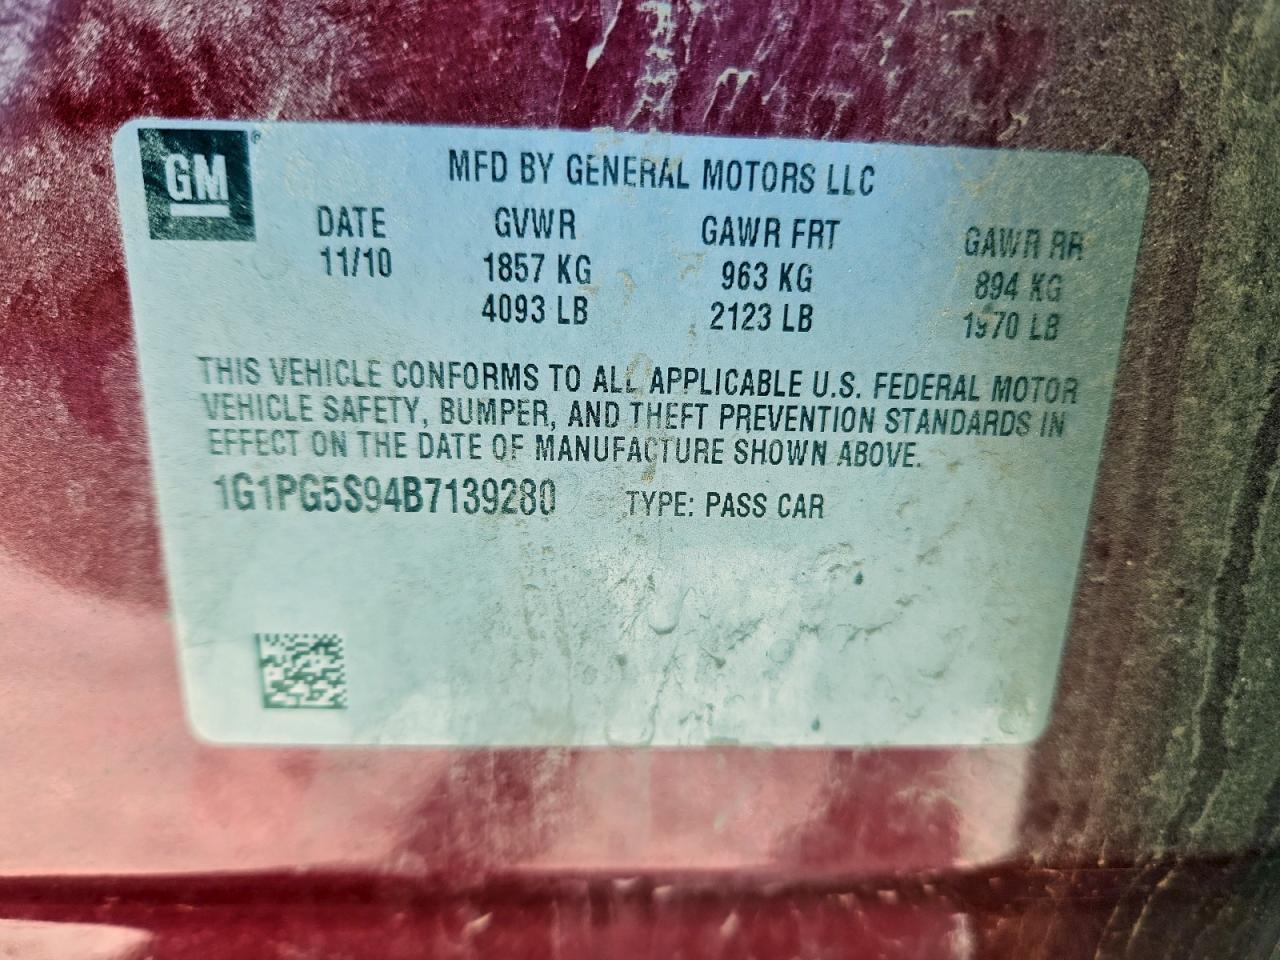 GM®
MFD BY GENERAL MOTORS LLC
DATE GVWR GAWR FRT GAWR RR
11/10 1857 KG 963 KG 894 KG
4093 LB 2123 LB 1970 LB
THIS VEHICLE CONFORMS TO ALL APPLICABLE U.S. FEDERAL MOTOR
VEHICLE SAFETY, BUMPER, AND THEFT PREVENTION STANDARDS IN
EFFECT ON THE DATE OF MANUFACTURE SHOWN ABOVE.
1G1PG5S94B7139280 TYPE: PASS CAR